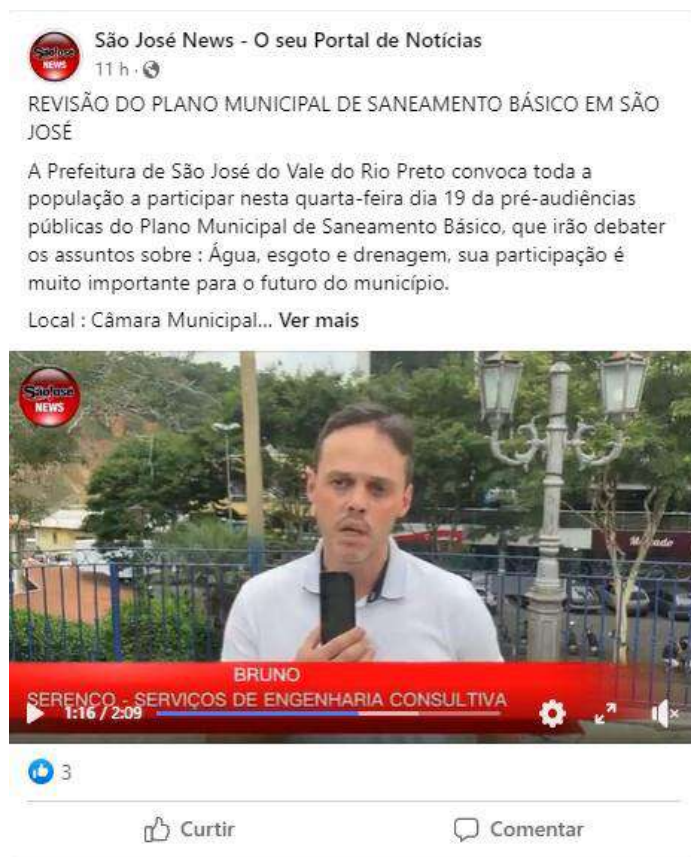 São José News - O seu Portal de Notícias
SãoJosé
NEWS
11 h ·
REVISÃO DO PLANO MUNICIPAL DE SANEAMENTO BÁSICO EM SÃO
JOSÉ
A Prefeitura de São José do Vale do Rio Preto convoca toda a
população a participar nesta quarta-feira dia 19 da pré-audiências
públicas do Plano Municipal de Saneamento Básico, que irão debater
os assuntos sobre : Água, esgoto e drenagem, sua participação é
muito importante para o futuro do município.
Local : Câmara Municipal... Ver mais
SãoJosé
NEWS
BRUNO
SERENCO - SERVIÇOS DE ENGENHARIA CONSULTIVA
1:16 / 2:09
3
Curtir
Comentar